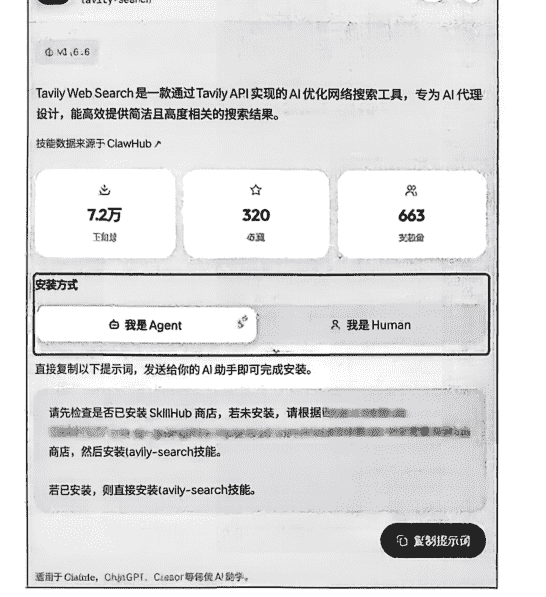 Tavily Web Search 是一款通过 Tavily API 实现的 AI 优化网络搜索工具，专为 AI 代理
设计，能高效提供简洁且高度相关的搜索结果。
技能数据来源于 ClawHub ↗
7.2万
320
663
安装方式
我是 Agent
我是 Human
直接复制以下提示词，发送给你的 AI 助手即可完成安装。
请先检查是否已安装 SkillHub 商店，若未安装，请根据
商店，然后安装tavily-search技能。
若已安装，则直接安装tavily-search技能。
复制提示词
适用于 Claude，ChatGPT，Cursor 等